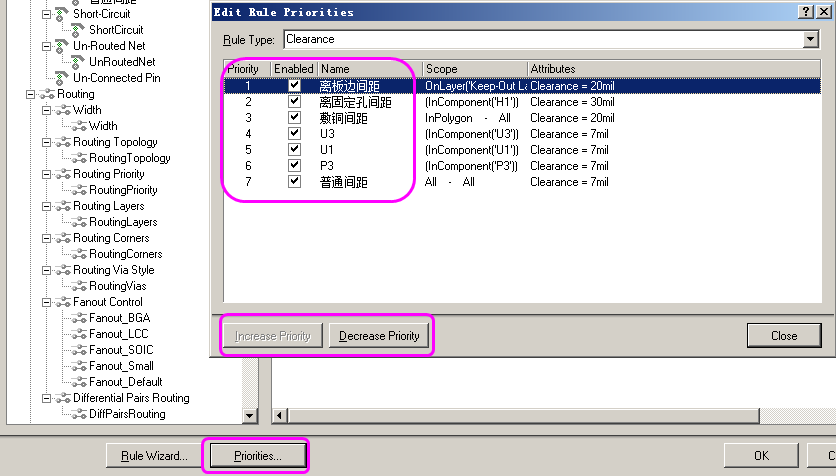 普通间距
Short-Circuit
ShortCircuit
Un-Routed Net
UnRoutedNet
Un-Connected Pin
Routing
Width
Width
Routing Topology
RoutingTopology
Routing Priority
RoutingPriority
Routing Layers
RoutingLayers
Routing Corners
RoutingCorners
Routing Via Style
RoutingVias
Fanout Control
Fanout_BGA
Fanout_LCC
Fanout_SOIC
Fanout_Small
Fanout_Default
Differential Pairs Routing
DiffPairsRouting
Edit Rule Priorities
Rule Type: Clearance
Priority Enabled Name Scope Attributes
1 离板边间距 OnLayer('Keep-Out La Clearance = 20mil
2 离固定孔间距 (InComponent('H1')) Clearance = 30mil
3 敷铜间距 InPolygon - All Clearance = 20mil
4 U3 (InComponent('U3')) Clearance = 7mil
5 U1 (InComponent('U1')) Clearance = 7mil
6 P3 (InComponent('P3')) Clearance = 7mil
7 普通间距 All - All Clearance = 7mil
Increase Priority Decrease Priority Close
Rule Wizard... Priorities... OK C